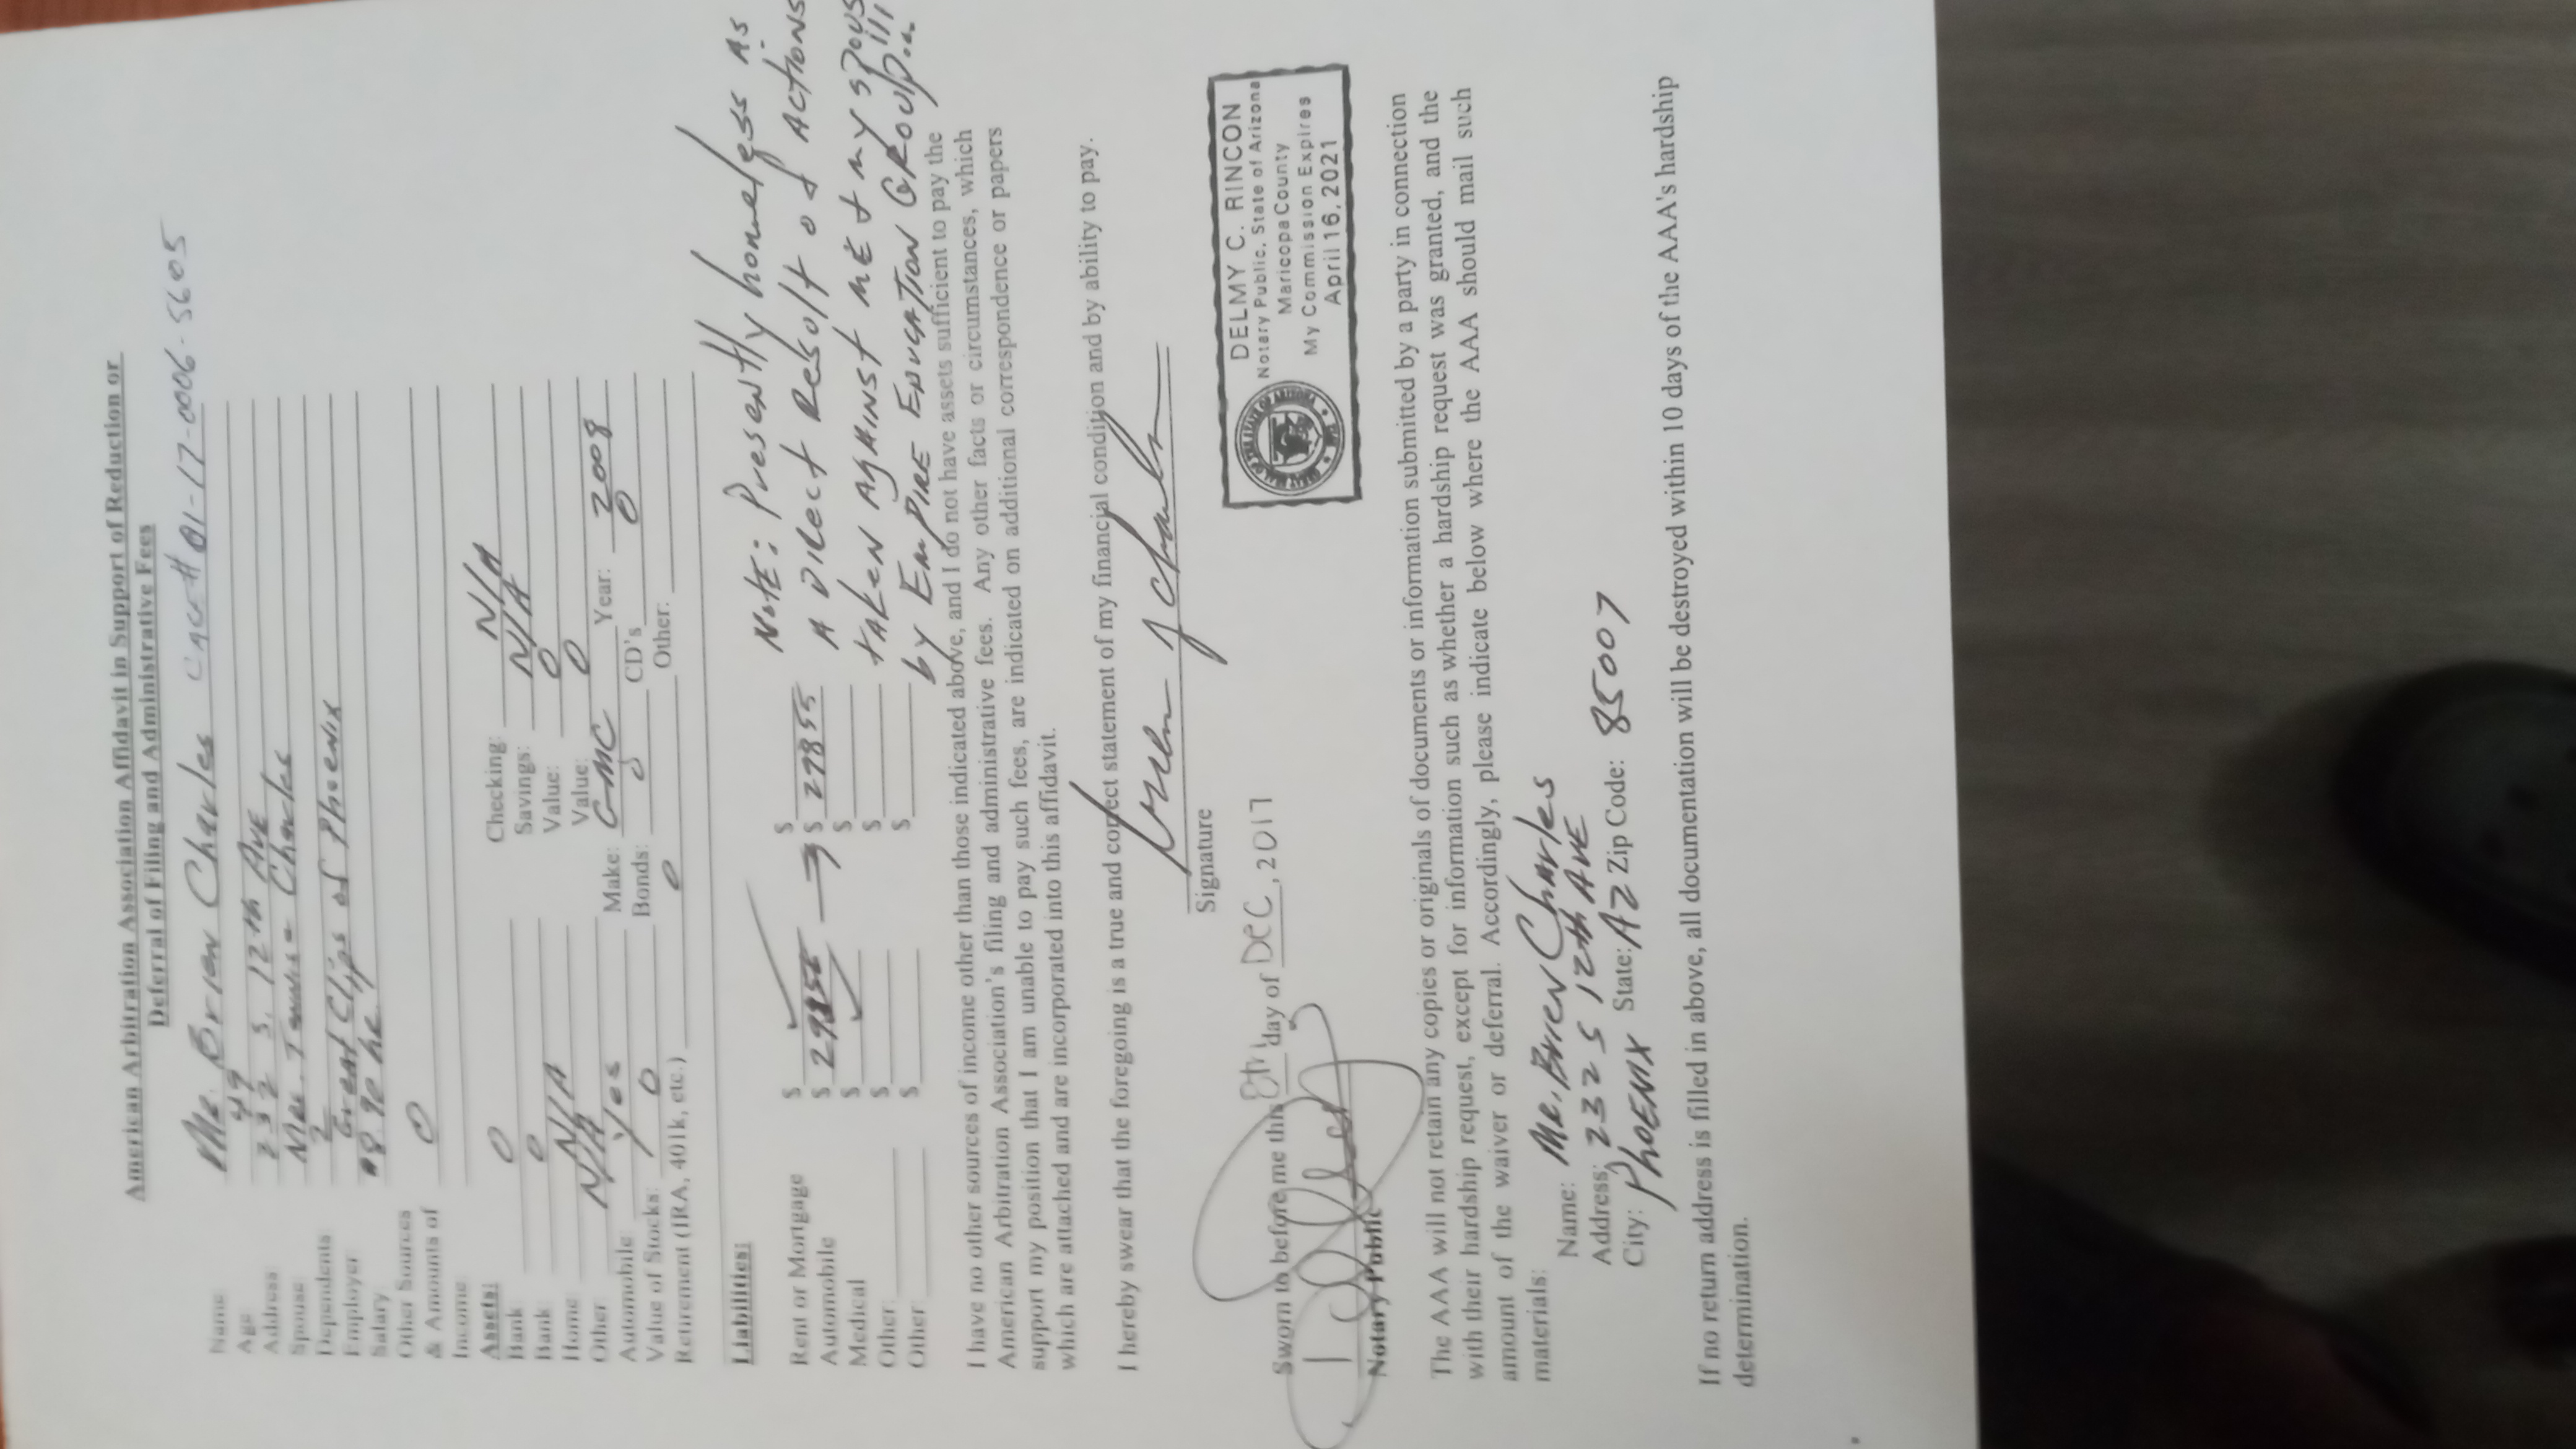 American Arbitration Association Affidavit in Support of Reduction or
Deferral of Filing and Administrative Fees
Name Mr. Brien Charles CASE# 01-17-0006-5605
Age 49
Address 232 S. 12th AVE
Spouse Mrs. Charles
Dependents 2
Employer Great Clips of Phoenix
Salary 8.90 hr.
Other Sources
& Amounts of 0
Income
Assets:
Bank 0 Checking: N/A
Bank 0 Savings: N/A
Home N/A Value: 0
Other N/A Value: 0
Automobile Yes Make: GMC Year: 2008
Value of Stocks: 0 Bonds: 0 CD's 0
Retirement (IRA, 401k, etc.) 0 Other:
Liabilities:
Rent or Mortgage $ $
Automobile $ $ 29855
Medical $ $
Other: $ $
Other $ $
Note: Presently homeless as
A Direct Result of Actions
taken AGAINST ME & my spous
by EMPIRE EDUCATION GROUP
I have no other sources of income other than those indicated above, and I do not have assets sufficient to pay the
American Arbitration Association's filing and administrative fees. Any other facts or circumstances, which
support my position that I am unable to pay such fees, are indicated on additional correspondence or papers
which are attached and are incorporated into this affidavit.
I hereby swear that the foregoing is a true and correct statement of my financial condition and by ability to pay.
Signature
Sworn to before me this 8th day of DEC, 2017
Notary Public
DELMY C. RINCON
Notary Public, State of Arizona
Maricopa County
My Commission Expires
April 16, 2021
The AAA will not retain any copies or originals of documents or information submitted by a party in connection
with their hardship request, except for information such as whether a hardship request was granted, and the
amount of the waiver or deferral. Accordingly, please indicate below where the AAA should mail such
materials:
Name: Mr. Brien Charles
Address: 232 S 12th AVE
City: PhOENIX State: AZ Zip Code: 85007
If no return address is filled in above, all documentation will be destroyed within 10 days of the AAA's hardship
determination.